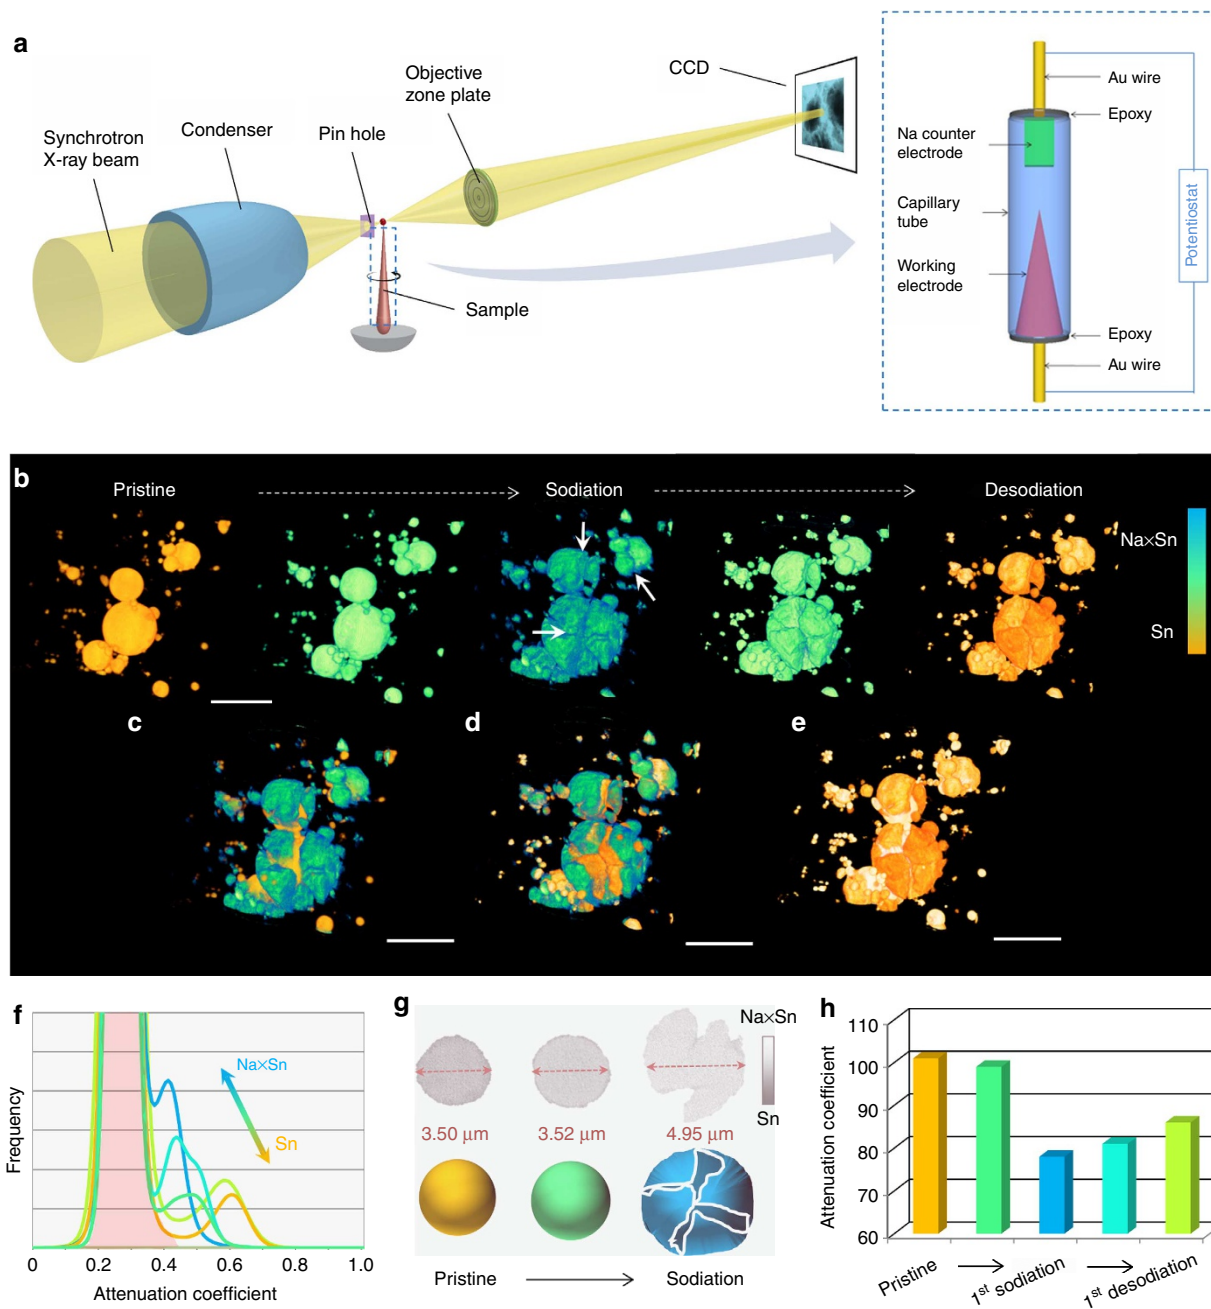 a
Synchrotron
X-ray beam
Condenser
Pin hole
Objective
zone plate
CCD
Sample
Au wire
Epoxy
Na counter
electrode
Capillary
tube
Working
electrode
Epoxy
Au wire
Potentiostat
b
Pristine
Sodiation
Desodiation
Na×Sn
Sn
c
d
e
f
Frequency
Na×Sn
Sn
0 0.2 0.4 0.6 0.8 1.0
Attenuation coefficient
g
Na×Sn
Sn
3.50 μm 3.52 μm 4.95 μm
Pristine Sodiation
h
Attenuation coefficient
110
100
90
80
70
60
Pristine
1st sodiation
1st desodiation